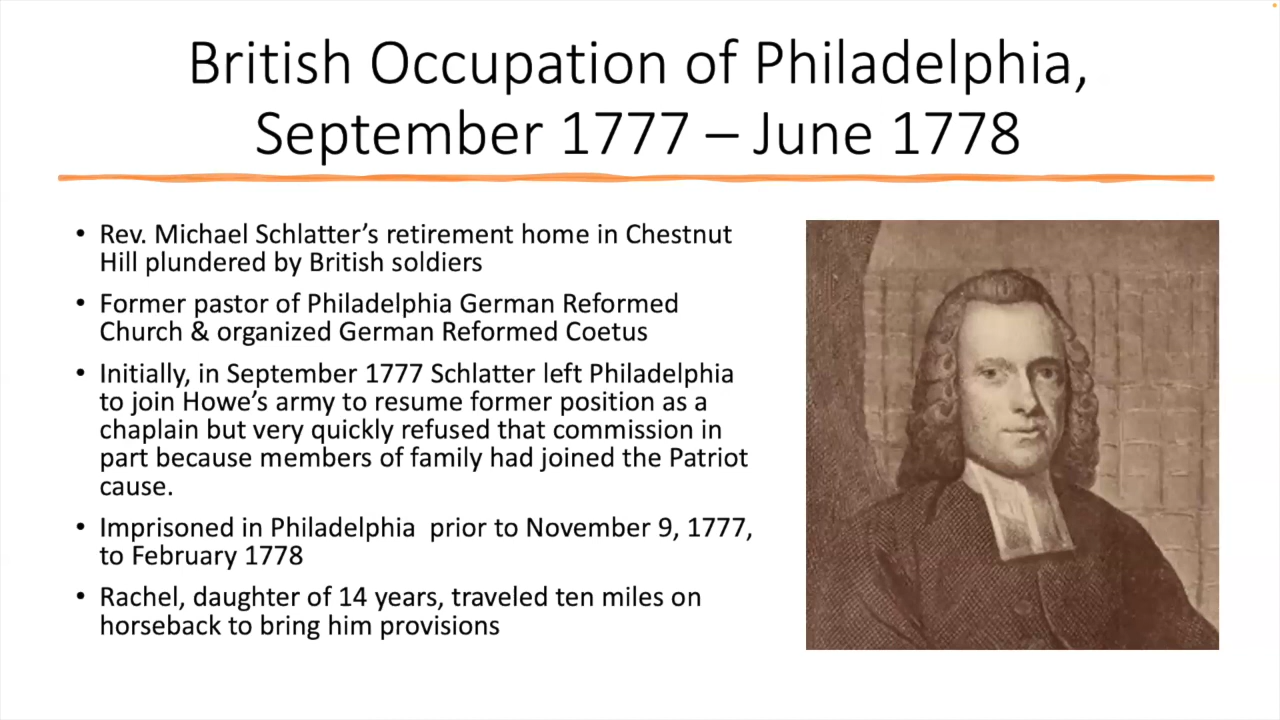 British Occupation of Philadelphia,
September 1777 – June 1778
• Rev. Michael Schlatter’s retirement home in Chestnut
Hill plundered by British soldiers
• Former pastor of Philadelphia German Reformed
Church & organized German Reformed Coetus
• Initially, in September 1777 Schlatter left Philadelphia
to join Howe’s army to resume former position as a
chaplain but very quickly refused that commission in
part because members of family had joined the Patriot
cause.
• Imprisoned in Philadelphia  prior to November 9, 1777,
to February 1778
• Rachel, daughter of 14 years, traveled ten miles on
horseback to bring him provisions